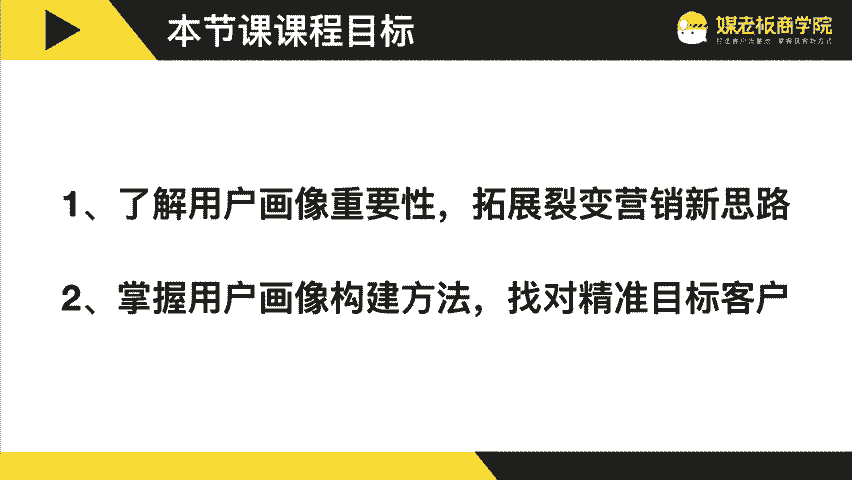 本节课课程目标
媒老板商学院
1、了解用户画像重要性，拓展裂变营销新思路
2、掌握用户画像构建方法，找对精准目标客户